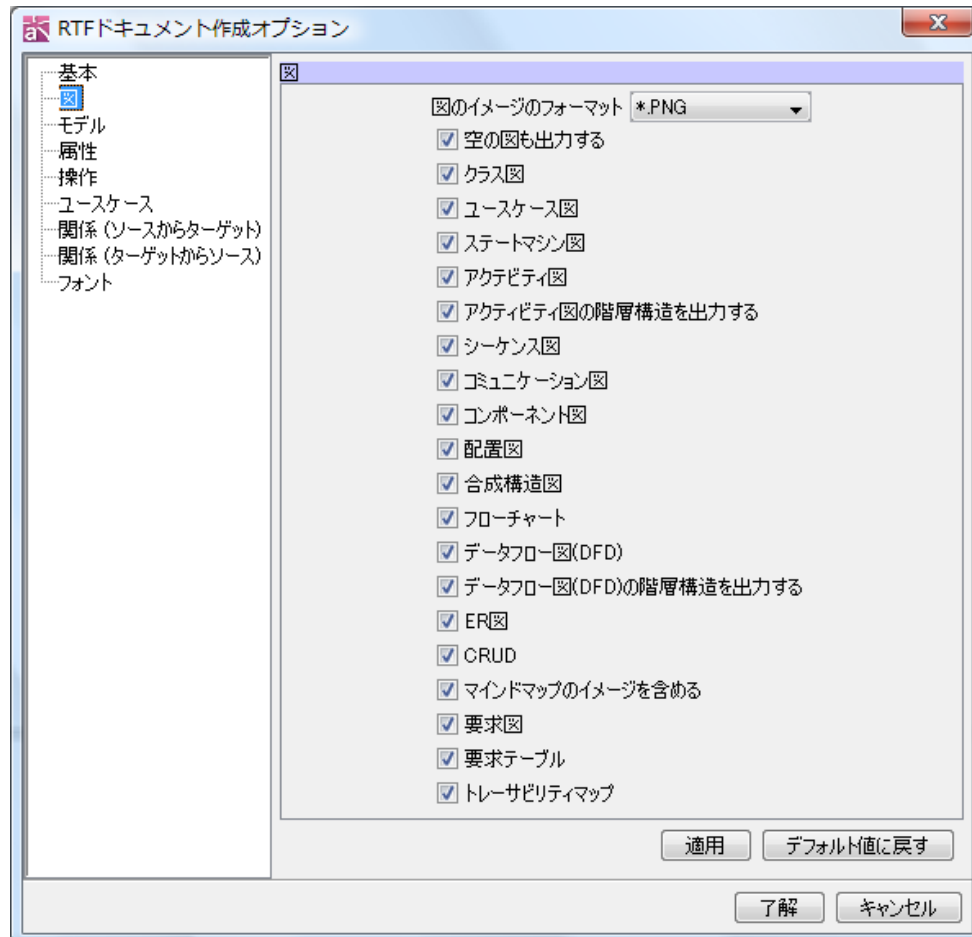 RTFドキュメント作成オプション
基本
図
図
図のイメージのフォーマット *.PNG
モデル
空の図も出力する
属性
クラス図
操作
ユースケース
ユースケース図
関係 (ソースからターゲット)
ステートマシン図
関係 (ターゲットからソース)
アクテビティ図
フォント
アクティビティ図の階層構造を出力する
シーケンス図
コミュニケーション図
コンポーネント図
配置図
合成構造図
フローチャート
データフロー図(DFD)
データフロー図(DFD)の階層構造を出力する
ER図
CRUD
マインドマップのイメージを含める
要求図
要求テーブル
トレーサビリティマップ
適用 デフォルト値に戻す
了解 キャンセル